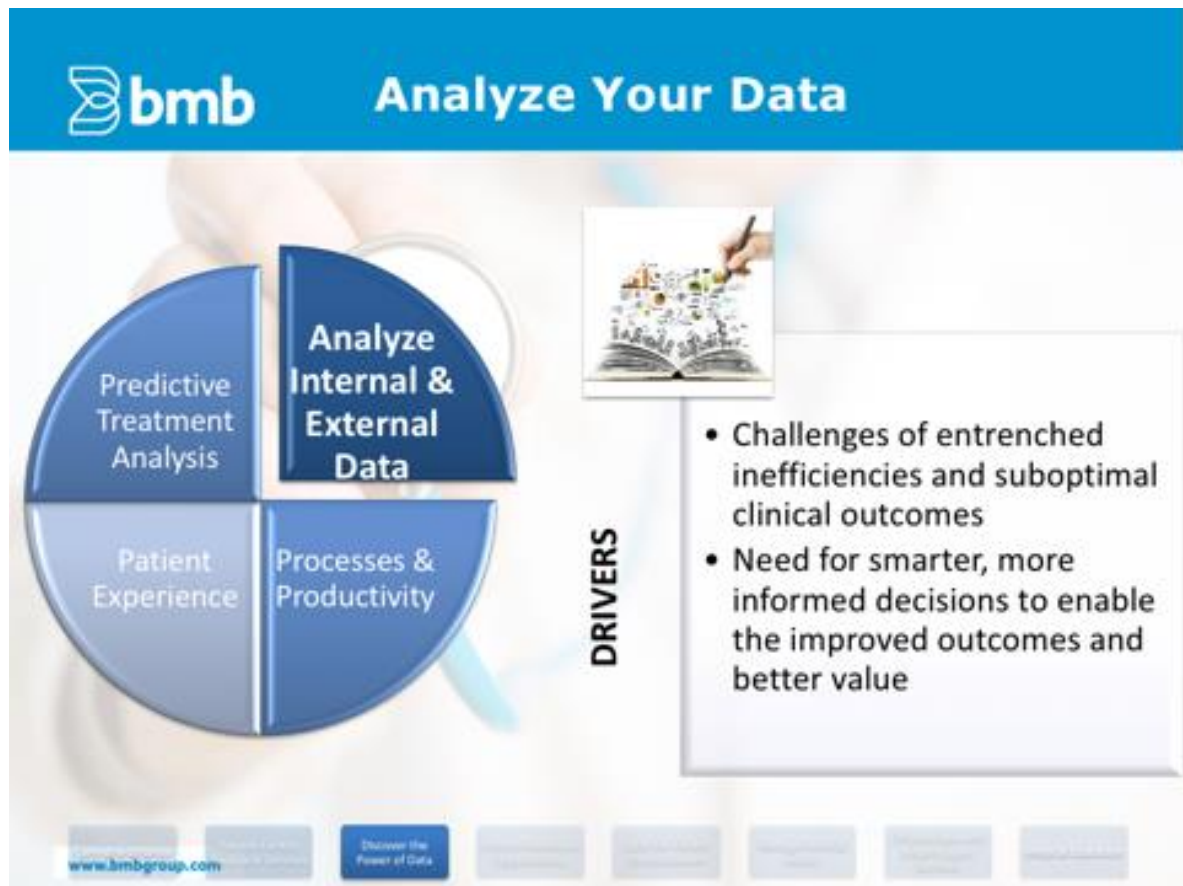 bmb
Analyze Your Data
Predictive
Treatment
Analysis
Analyze
Internal &
External
Data
Patient
Experience
Processes &
Productivity
DRIVERS
• Challenges of entrenched
inefficiencies and suboptimal
clinical outcomes
• Need for smarter, more
informed decisions to enable
the improved outcomes and
better value
www.bmbgroup.com
Discover the
Power of Data